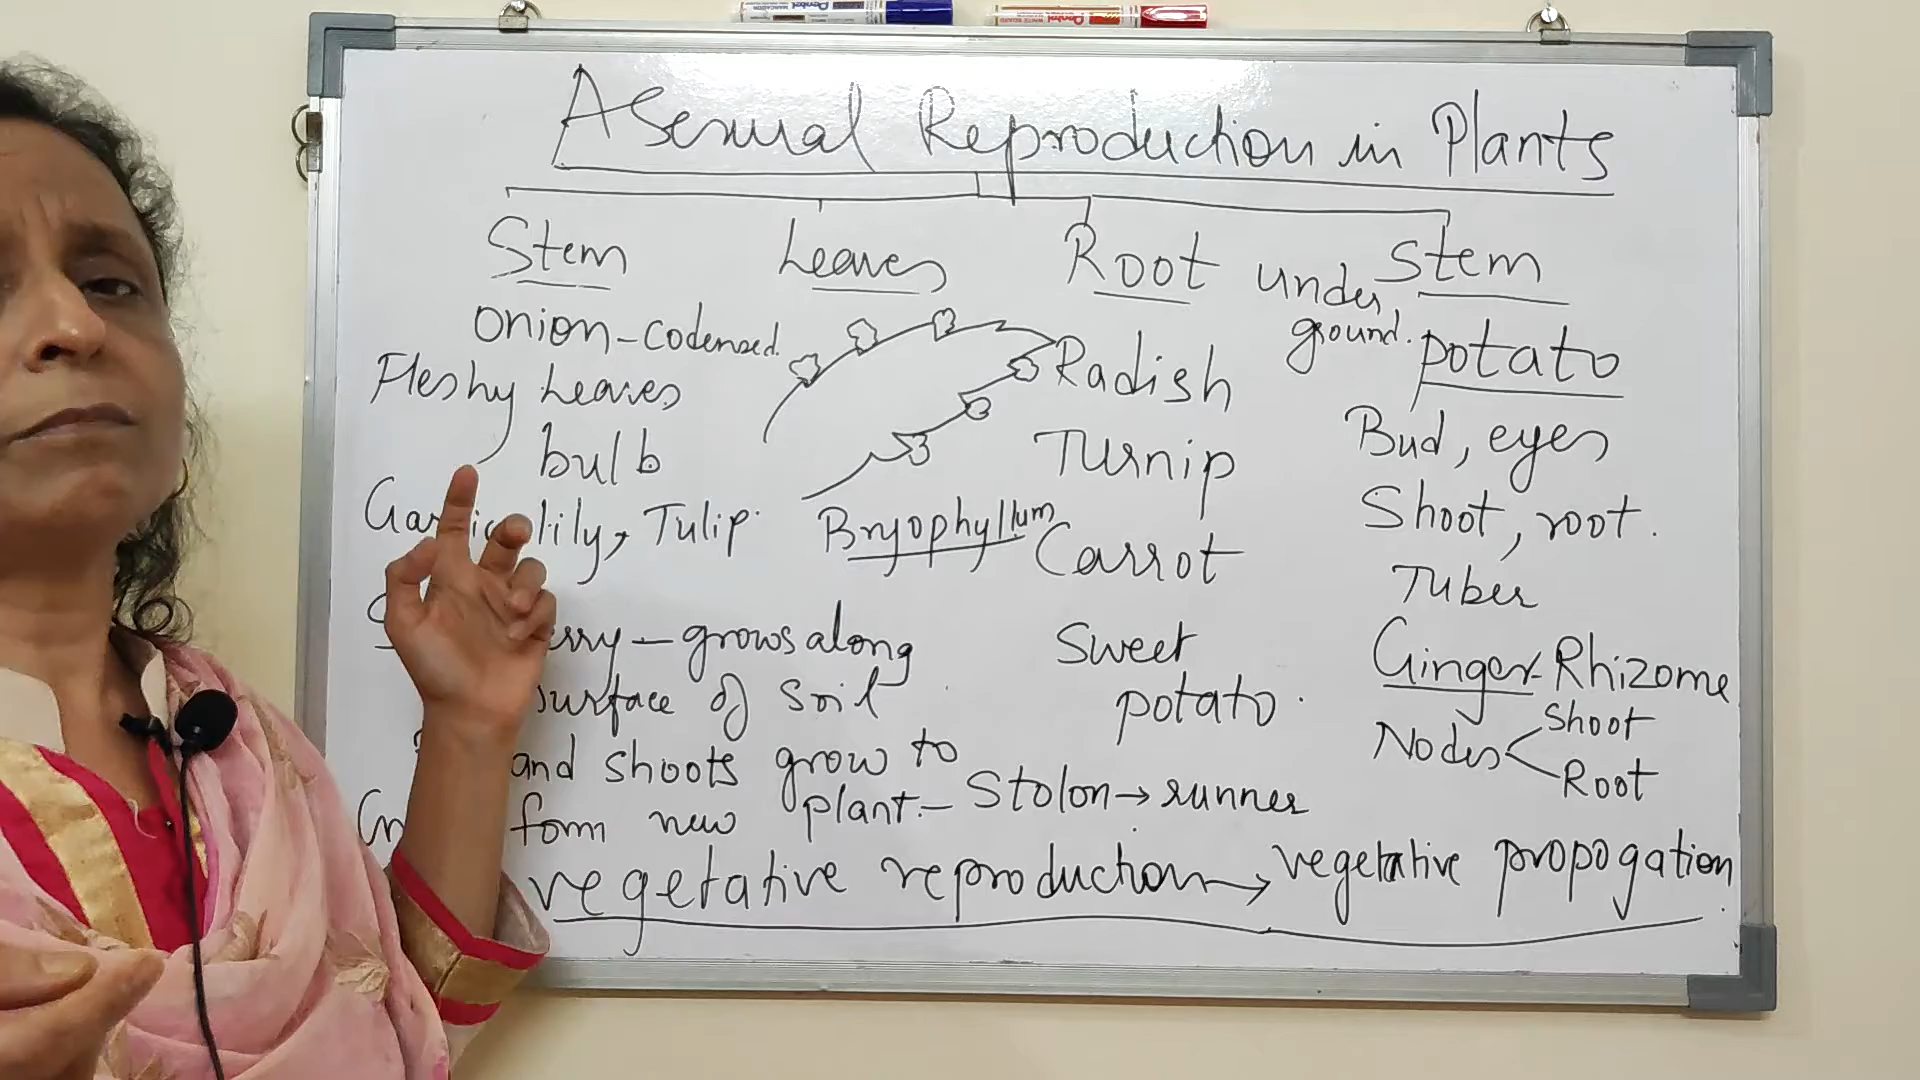 Asexual Reproduction in Plants
Stem
Onion - Codensed
Fleshy Leaves
bulb
lily, Tulip.
grows along
surface of soil
and shoots grow to
form new plant. - Stolon → runner
Leaves
Bryophyllum
Root
Radish
Turnip
Carrot
Sweet
potato.
under ground. Stem
potato
Bud, eyes
Shoot, root.
Tuber
Ginger - Rhizome
Nodes < Shoot
Root
vegetative reproduction → vegetative propogation.